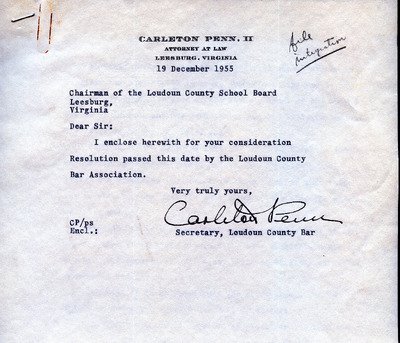 CARLETON PENN, II
ATTORNEY AT LAW
LEESBURG, VIRGINIA
19 December 1955
file
integration
Chairman of the Loudoun County School Board
Leesburg,
Virginia
Dear Sir:
I enclose herewith for your consideration
Resolution passed this date by the Loudoun County
Bar Association.
Very truly yours,
Carleton Penn
CP/ps
Encl.:
Secretary, Loudoun County Bar